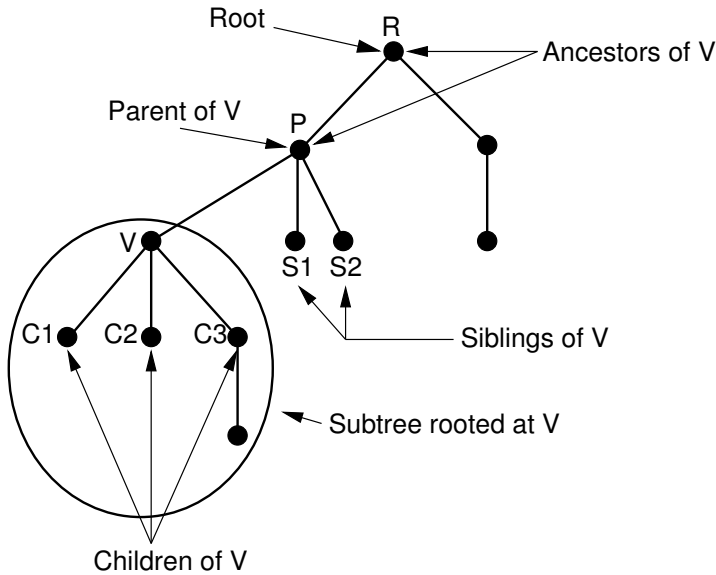 Root
R
Ancestors of V
Parent of V
P
V
S1
S2
C1
C2
C3
Siblings of V
Subtree rooted at V
Children of V